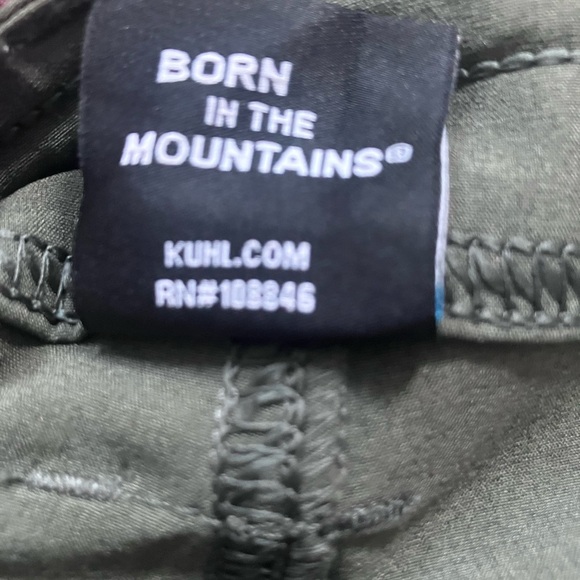 BORN
IN THE
MOUNTAINS®
KUHL.COM
RN#108846